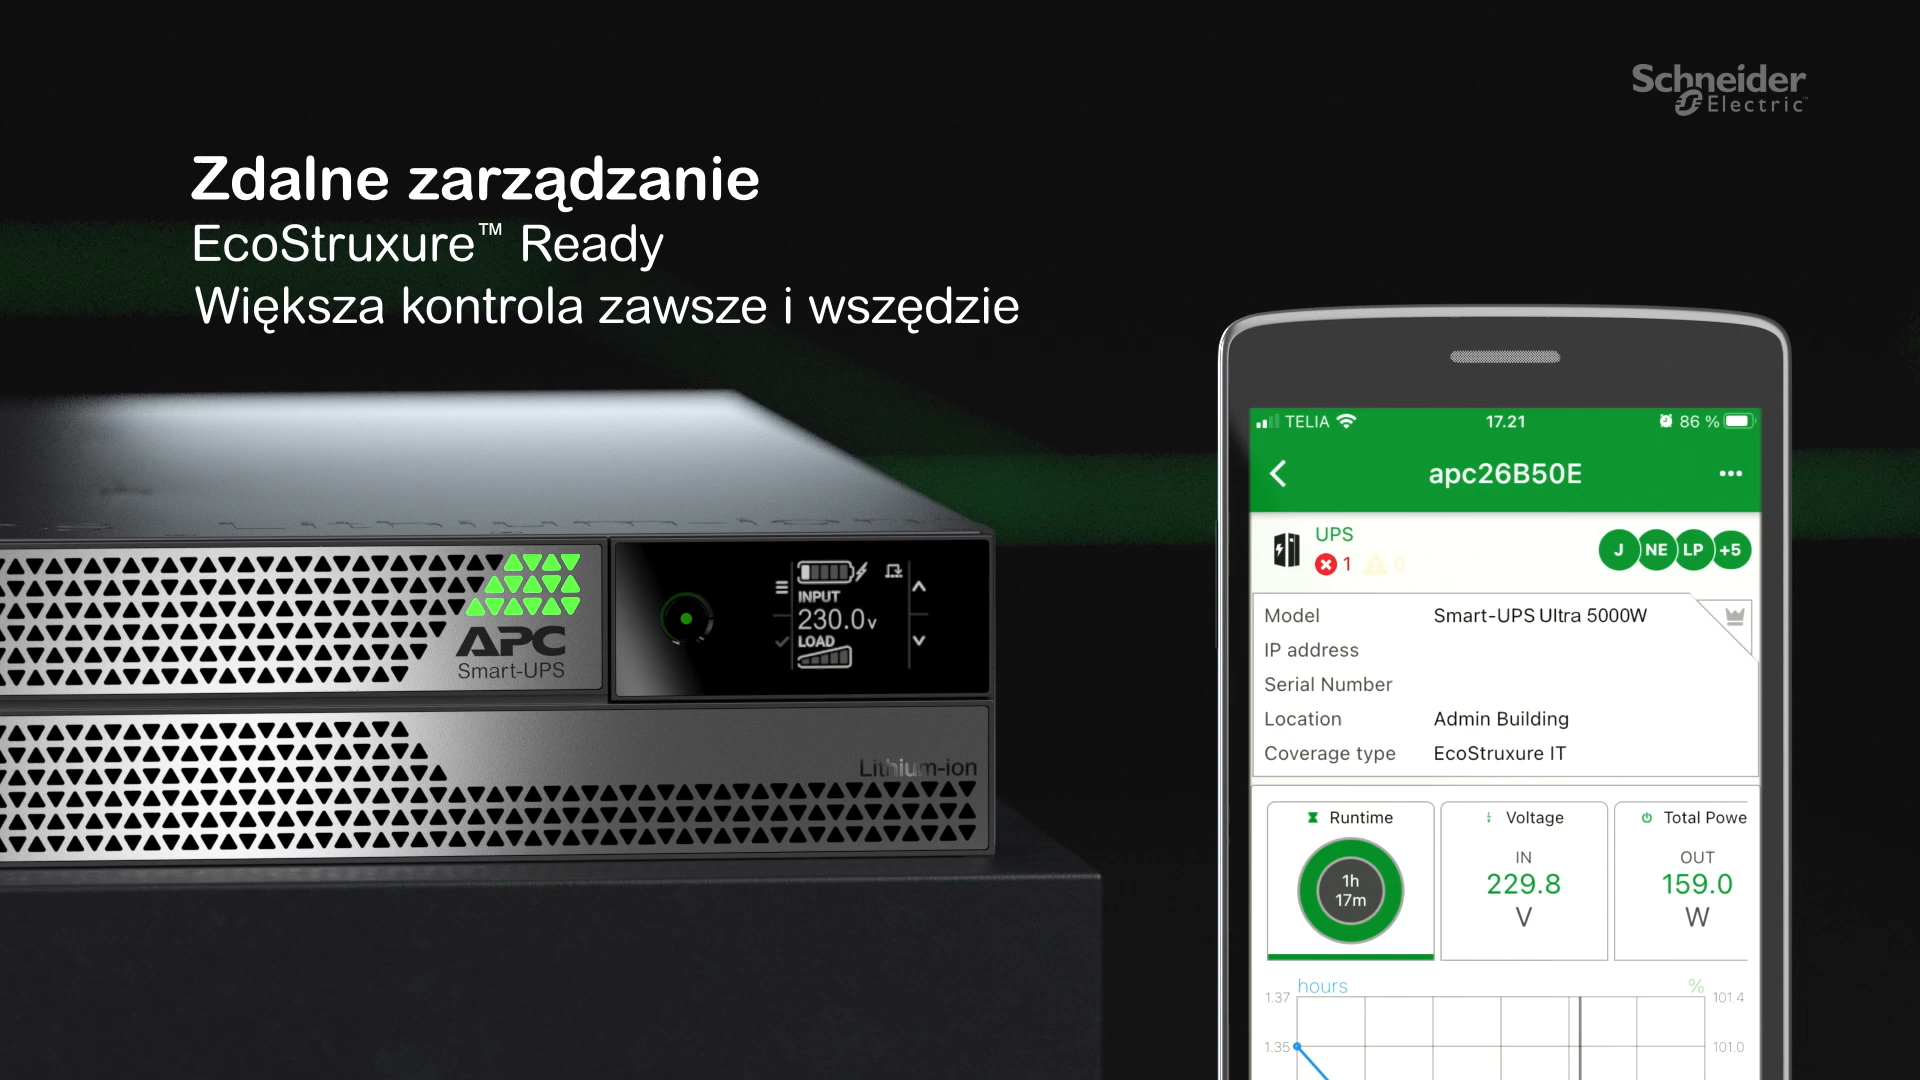 Schneider
Electric
Zdalne zarządzanie
EcoStruxure™ Ready
Większa kontrola zawsze i wszędzie
APC
Smart-UPS
INPUT
230.0v
LOAD
Lithium-ion
TELIA 17.21 86 %
apc26B50E
UPS
1 0
J NE LP +5
Model Smart-UPS Ultra 5000W
IP address
Serial Number
Location Admin Building
Coverage type EcoStruxure IT
Runtime Voltage Total Powe
1h
17m
IN
229.8
V
OUT
159.0
W
hours %
1.37 101.4
1.35 101.0